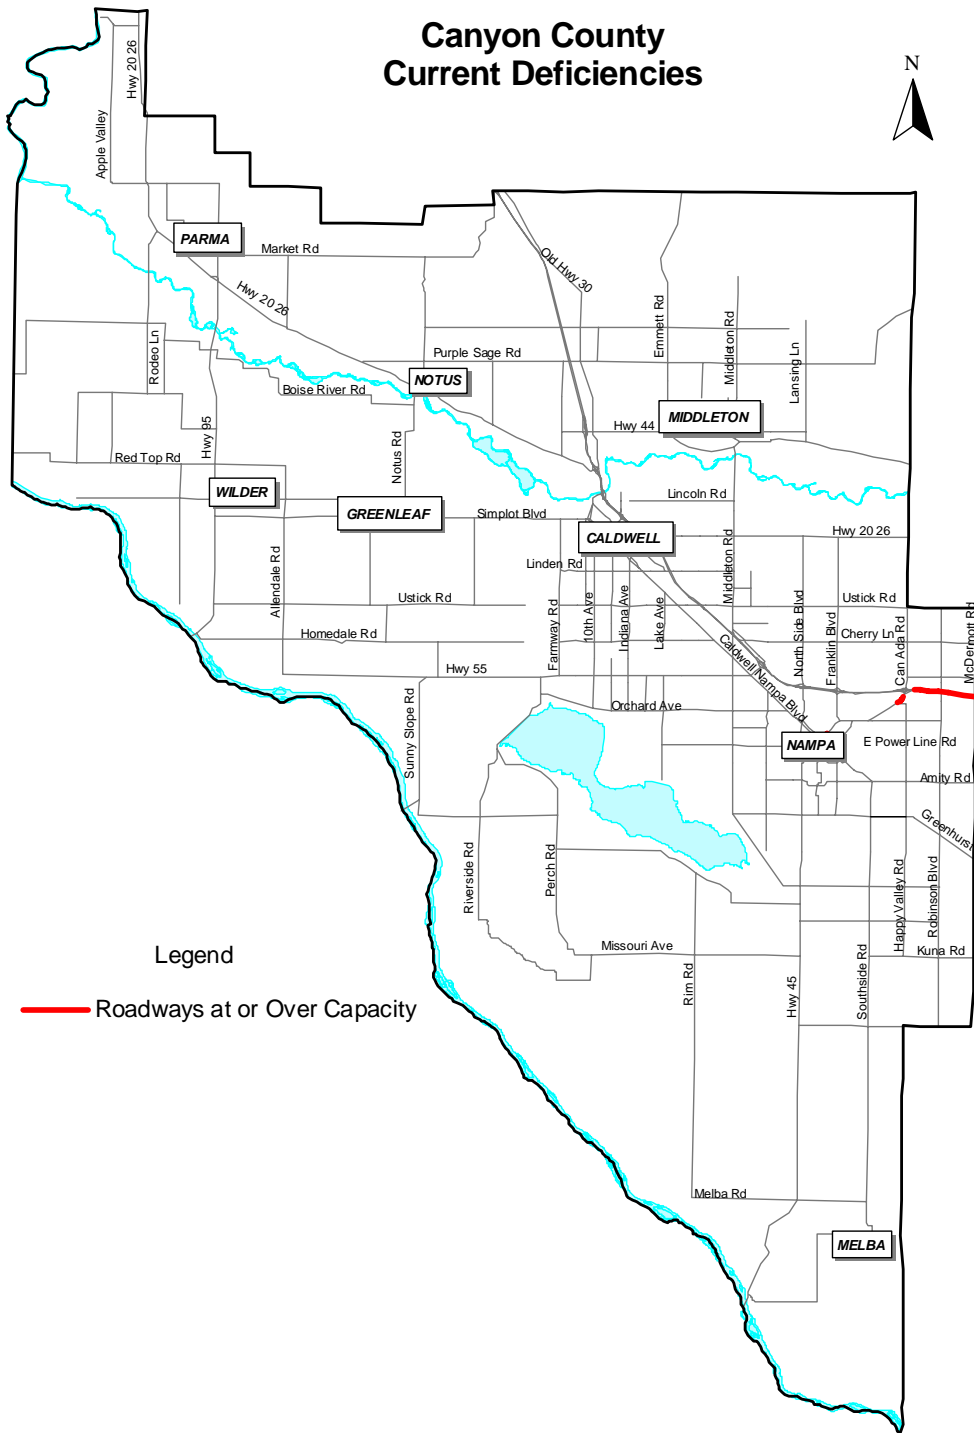 Canyon County
Current Deficiencies
N
Hwy 20 26
Apple Valley
PARMA
Market Rd
Hwy 20 26
Old Hwy 30
Emmett Rd
Middleton Rd
Lansing Ln
Rodeo Ln
Purple Sage Rd
NOTUS
Boise River Rd
MIDDLETON
Hwy 44
Hwy 95
Notus Rd
Red Top Rd
WILDER
Lincoln Rd
GREENLEAF
Simplot Blvd
CALDWELL
Hwy 20 26
Middleton Rd
Linden Rd
Allendale Rd
Ustick Rd
Farmway Rd
10th Ave
Indiana Ave
Lake Ave
North Side Blvd
Franklin Blvd
Ustick Rd
Can Ada Rd
McDermott Rd
Homedale Rd
Cherry Ln
Caldwell Nampa Blvd
Hwy 55
Sunny Slope Rd
Orchard Ave
NAMPA
E Power Line Rd
Amity Rd
Greenhurst
Riverside Rd
Perch Rd
Happy Valley Rd
Robinson Blvd
Missouri Ave
Kuna Rd
Rim Rd
Hwy 45
Southside Rd
Legend
Roadways at or Over Capacity
Melba Rd
MELBA